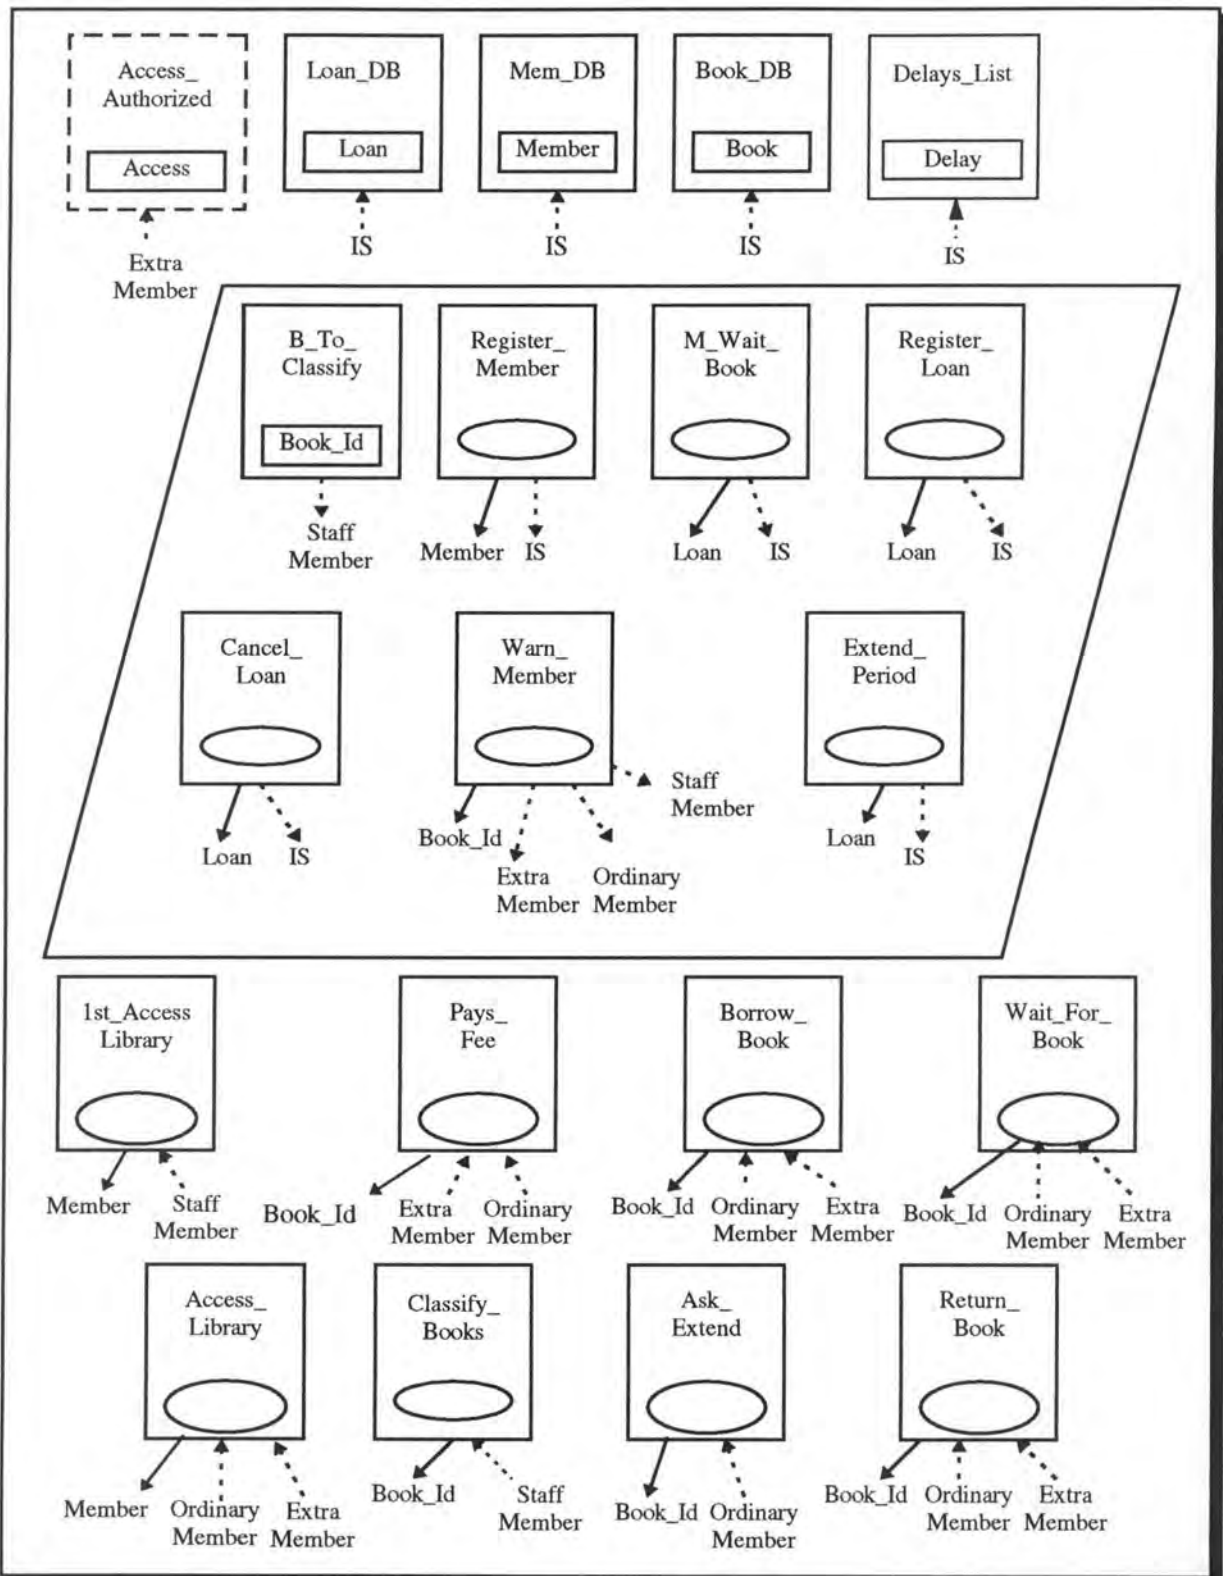 Access_
Authorized
Access
Extra
Member
Loan_DB
Loan
IS
Mem_DB
Member
IS
Book_DB
Book
IS
Delays_List
Delay
IS
B_To_
Classify
Book_Id
Staff
Member
Register_
Member
Member
IS
M_Wait_
Book
Loan
IS
Register_
Loan
Loan
IS
Cancel_
Loan
Loan
IS
Warn_
Member
Book_Id
Extra
Member
Ordinary
Member
Staff
Member
Extend_
Period
Loan
IS
1st_Access
Library
Member
Staff
Member
Pays_
Fee
Book_Id
Extra
Member
Ordinary
Member
Borrow_
Book
Book_Id
Ordinary
Member
Extra
Member
Wait_For_
Book
Book_Id
Ordinary
Member
Extra
Member
Access_
Library
Member
Ordinary
Member
Extra
Member
Classify_
Books
Book_Id
Staff
Member
Ask_
Extend
Book_Id
Ordinary
Member
Return_
Book
Book_Id
Ordinary
Member
Extra
Member